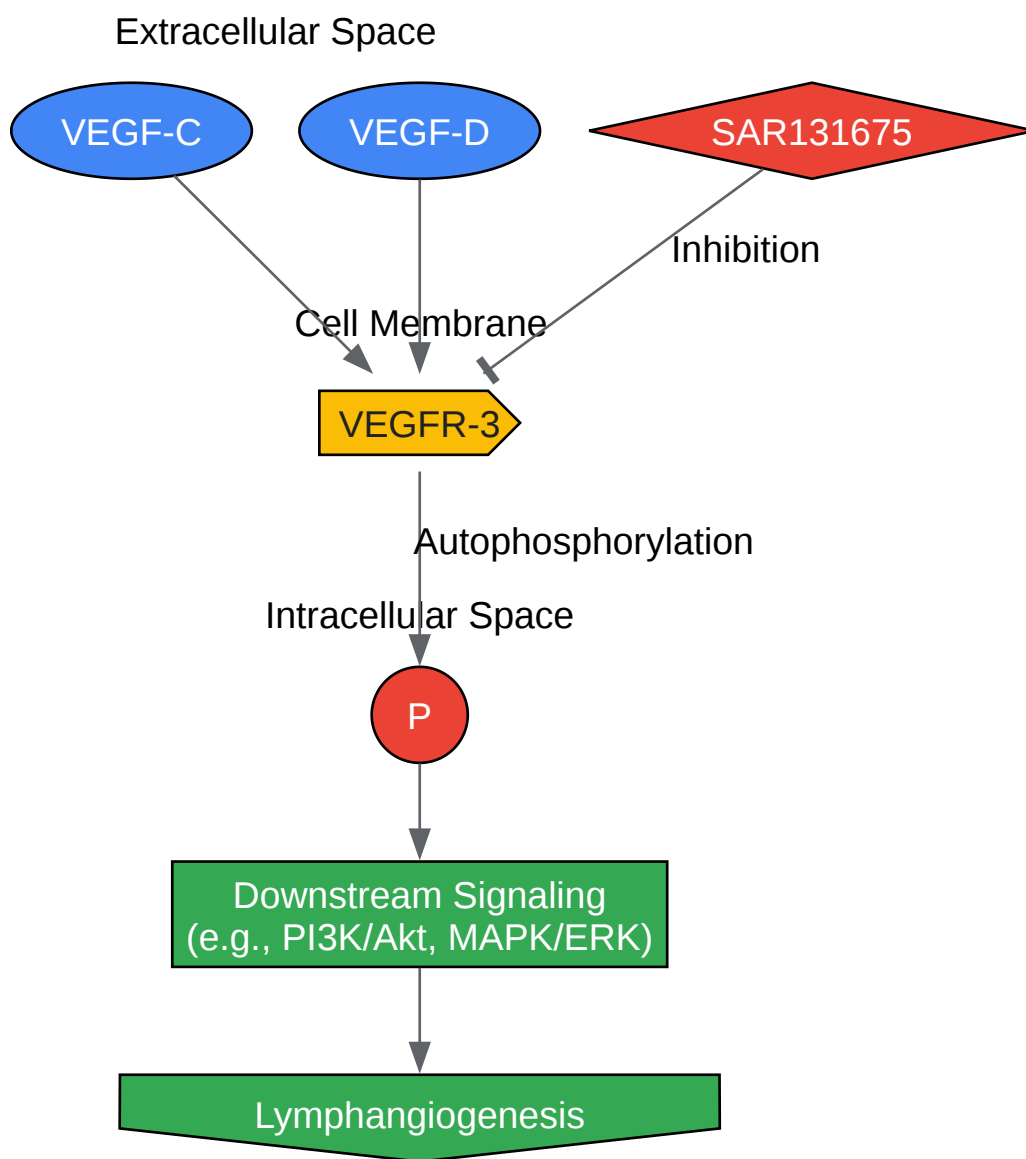 Extracellular Space
VEGF-C
VEGF-D
SAR131675
Inhibition
Cell Membrane
VEGFR-3
Autophosphorylation
Intracellular Space
P
Downstream Signaling
(e.g., PI3K/Akt, MAPK/ERK)
Lymphangiogenesis